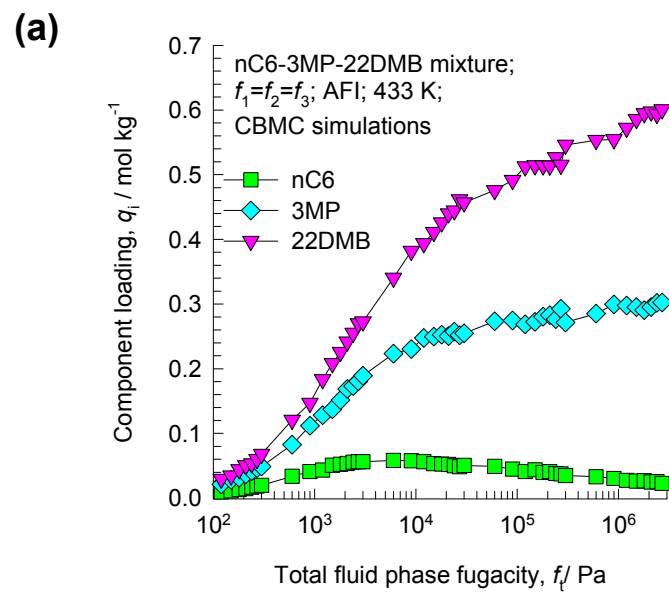 (a)
nC6-3MP-22DMB mixture;
f1=f2=f3; AFI; 433 K;
CBMC simulations
nC6
3MP
22DMB
Component loading, qi / mol kg-1
0.7
0.6
0.5
0.4
0.3
0.2
0.1
0.0
10^2 10^3 10^4 10^5 10^6
Total fluid phase fugacity, ft/ Pa